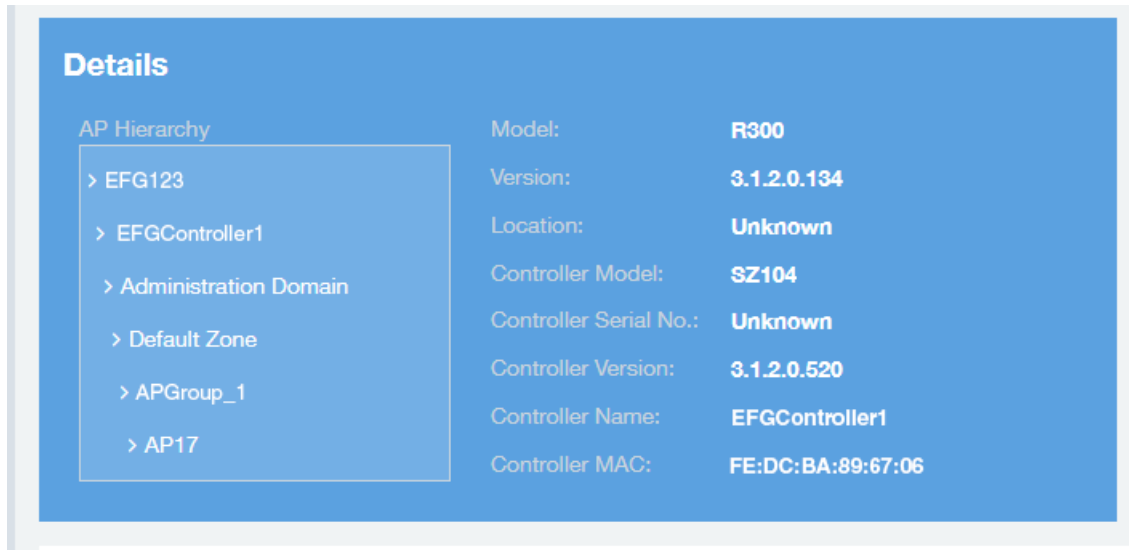 Details
AP Hierarchy
> EFG123
> EFGController1
> Administration Domain
> Default Zone
> APGroup_1
> AP17
Model: R300
Version: 3.1.2.0.134
Location: Unknown
Controller Model: SZ104
Controller Serial No.: Unknown
Controller Version: 3.1.2.0.520
Controller Name: EFGController1
Controller MAC: FE:DC:BA:89:67:06